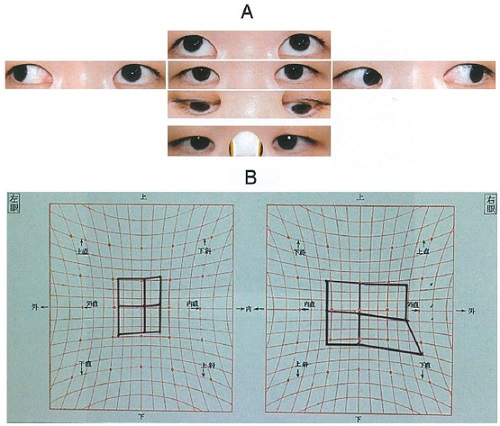 A
B
左眼 上 上 右眼
上直 下斜 下斜 上直
外 外直 内直 内 内直 外直 外
下直 上斜 上斜 下直
下 下